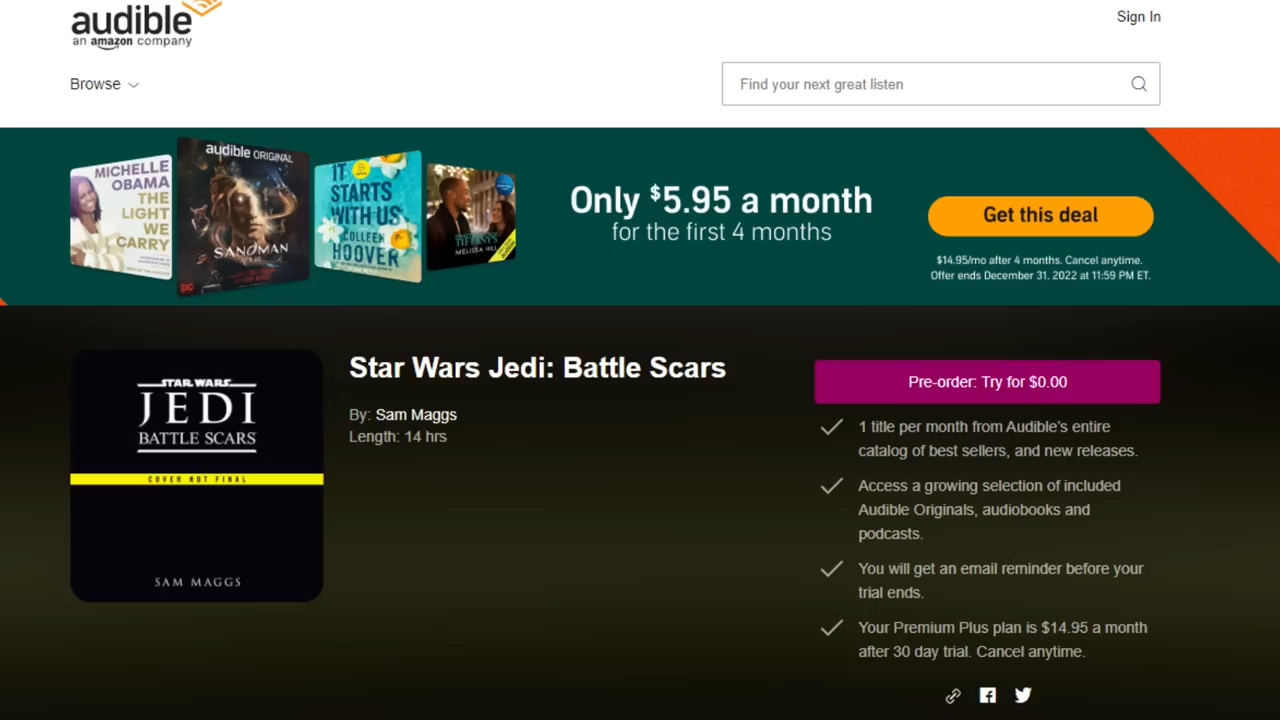 audible
an amazon company
Sign In
Browse
Find your next great listen
MICHELLE
OBAMA
THE
LIGHT
WE
CARRY
audible ORIGINAL
SANDMAN
DC
IT
STARTS
WITH US
COLLEEN
HOOVER
TIFFANY'S
MELISSA HILL
Only $5.95 a month
for the first 4 months
Get this deal
$14.95/mo after 4 months. Cancel anytime.
Offer ends December 31, 2022 at 11:59 PM ET.
STAR WARS
JEDI
BATTLE SCARS
COVER NOT FINAL
SAM MAGGS
Star Wars Jedi: Battle Scars
By: Sam Maggs
Length: 14 hrs
Pre-order: Try for $0.00
1 title per month from Audible's entire
catalog of best sellers, and new releases.
Access a growing selection of included
Audible Originals, audiobooks and
podcasts.
You will get an email reminder before your
trial ends.
Your Premium Plus plan is $14.95 a month
after 30 day trial. Cancel anytime.